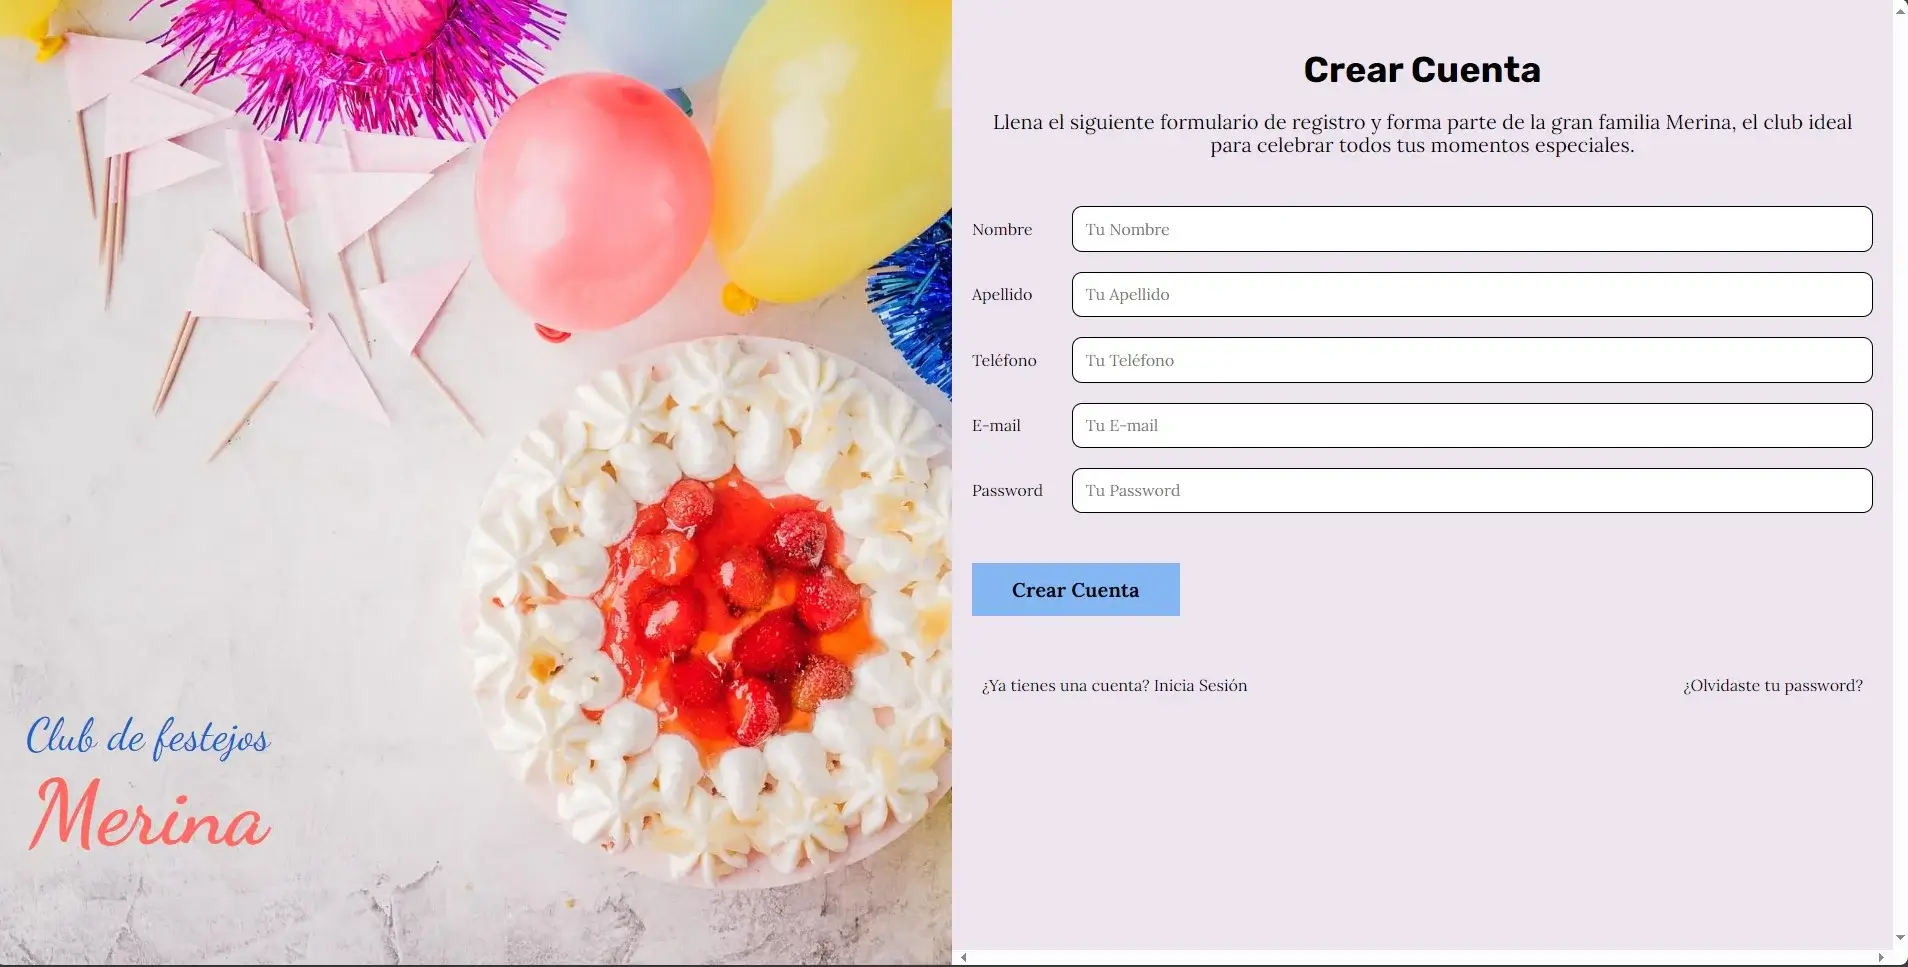 Club de festejos
Merina
Crear Cuenta
Llena el siguiente formulario de registro y forma parte de la gran familia Merina, el club ideal
para celebrar todos tus momentos especiales.
Nombre Tu Nombre
Apellido Tu Apellido
Teléfono Tu Teléfono
E-mail Tu E-mail
Password Tu Password
Crear Cuenta
¿Ya tienes una cuenta? Inicia Sesión ¿Olvidaste tu password?